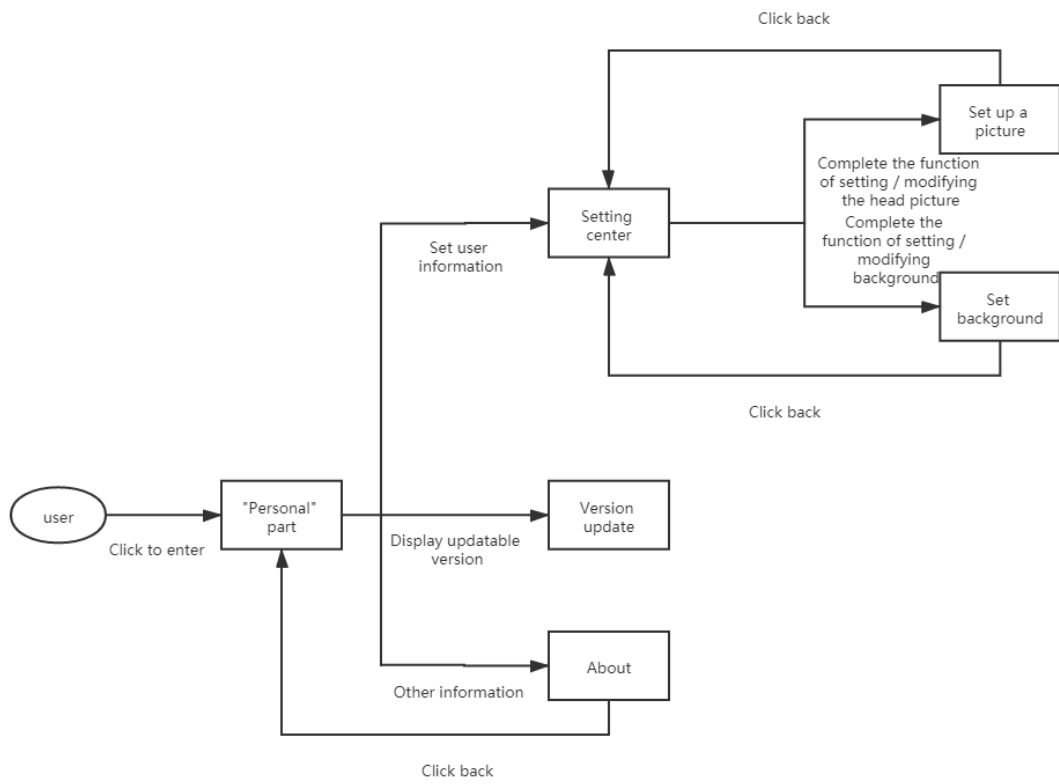 Click back
Set up a
picture
Complete the function
of setting / modifying
the head picture
Setting
center
Set user
information
Complete the
function of setting /
modifying
background
Set
background
Click back
user
Click to enter
"Personal"
part
Display updatable
version
Version
update
About
Other information
Click back